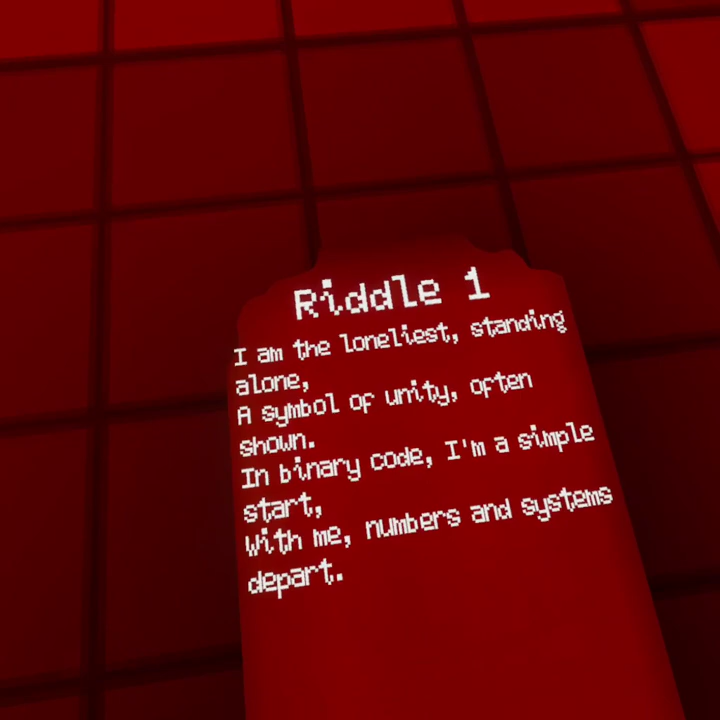 Riddle 1
I am the loneliest, standing
alone,
A symbol of unity, often
shown.
In binary code, I'm a simple
start,
With me, numbers and systems
depart.